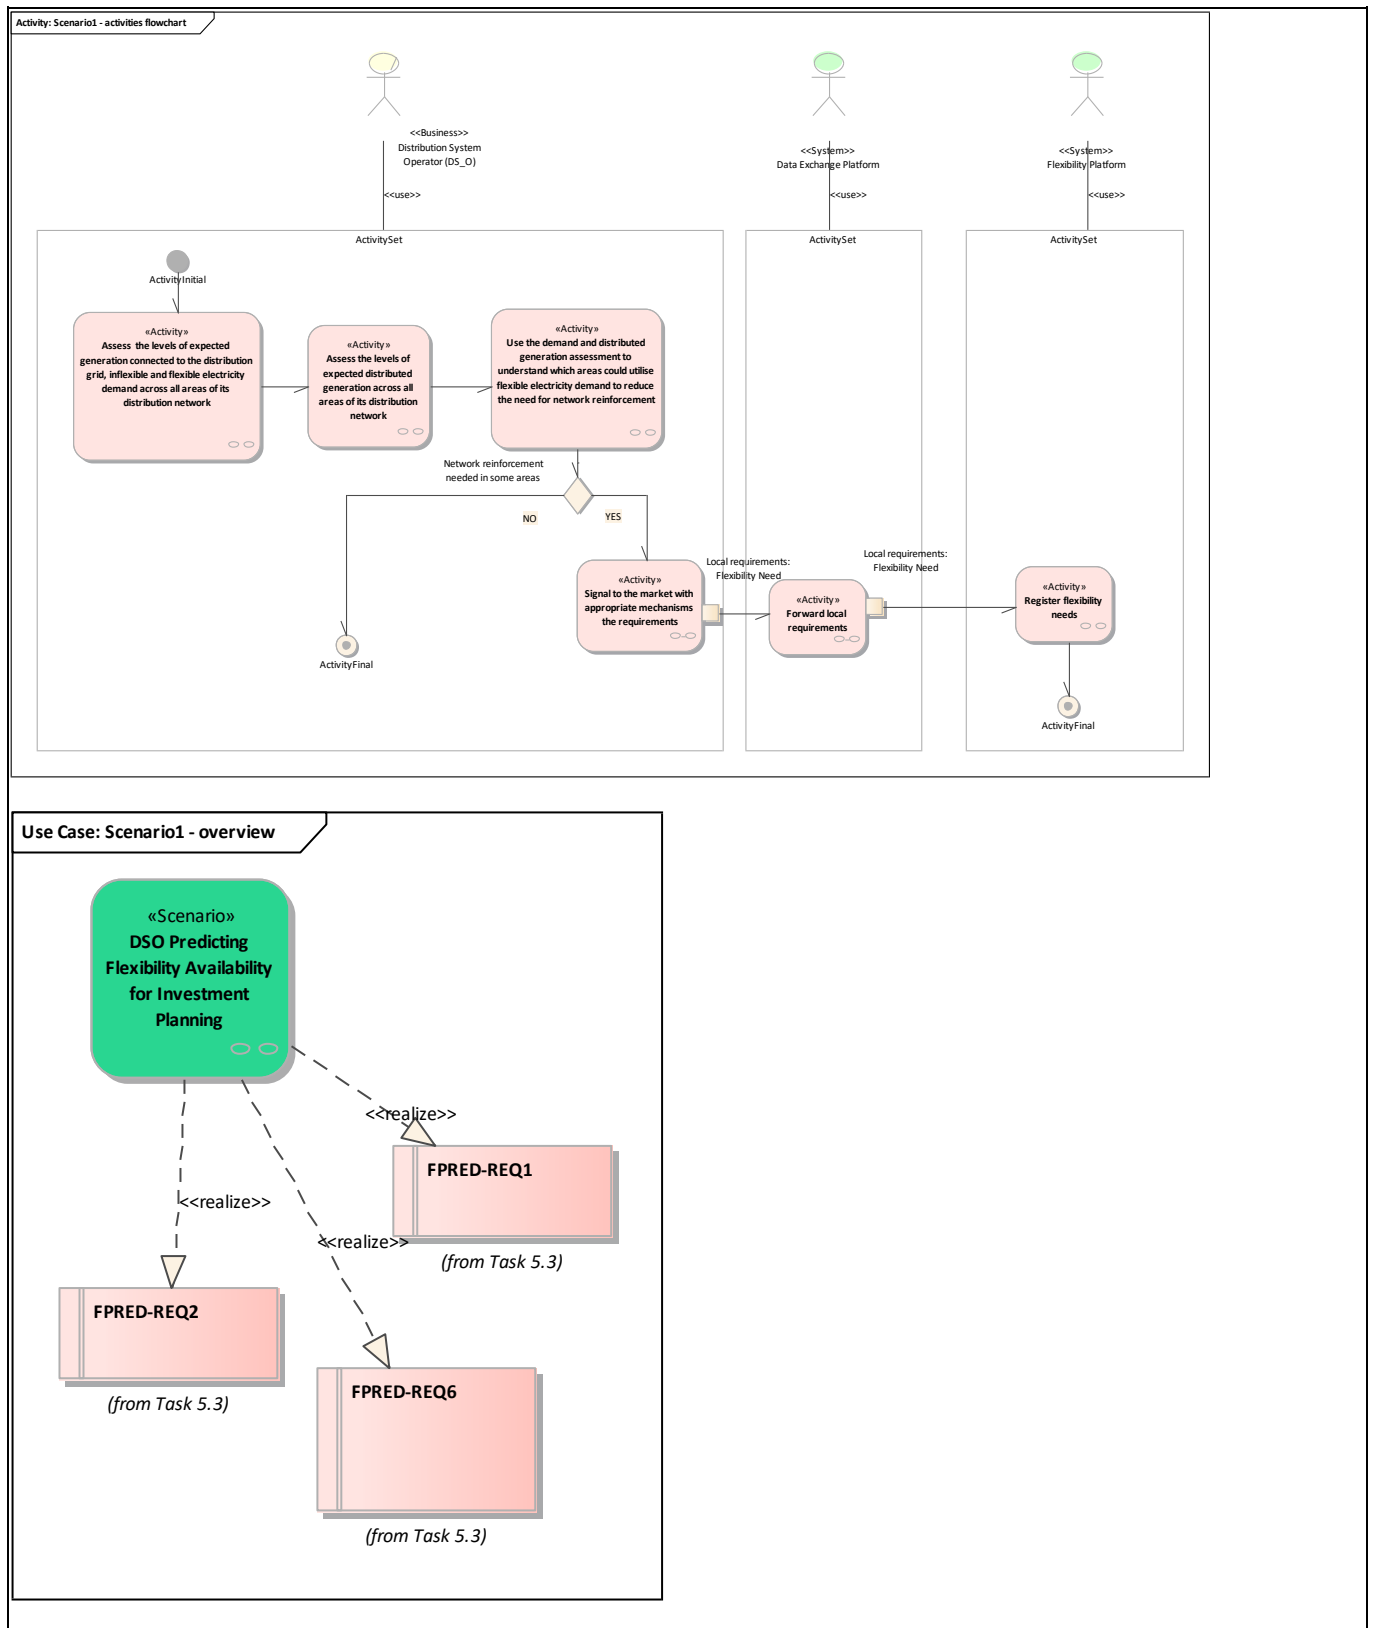 Activity: Scenario1 - activities flowchart
<<Business>>
Distribution System
Operator (DS_O)
<<System>>
Data Exchange Platform
<<System>>
Flexibility Platform
<<use>>
<<use>>
<<use>>
ActivitySet
ActivitySet
ActivitySet
ActivityInitial
«Activity»
Assess the levels of expected
generation connected to the distribution
grid, inflexible and flexible electricity
demand across all areas of its
distribution network
«Activity»
Assess the levels of
expected distributed
generation across all
areas of its distribution
network
«Activity»
Use the demand and distributed
generation assessment to
understand which areas could utilise
flexible electricity demand to reduce
the need for network reinforcement
Network reinforcement
needed in some areas
NO
YES
«Activity»
Signal to the market with
appropriate mechanisms
the requirements
Local requirements:
Flexibility Need
«Activity»
Forward local
requirements
Local requirements:
Flexibility Need
«Activity»
Register flexibility
needs
ActivityFinal
ActivityFinal
Use Case: Scenario1 - overview
«Scenario»
DSO Predicting
Flexibility Availability
for Investment
Planning
<<realize>>
FPRED-REQ1
(from Task 5.3)
<<realize>>
<<realize>>
FPRED-REQ2
(from Task 5.3)
FPRED-REQ6
(from Task 5.3)